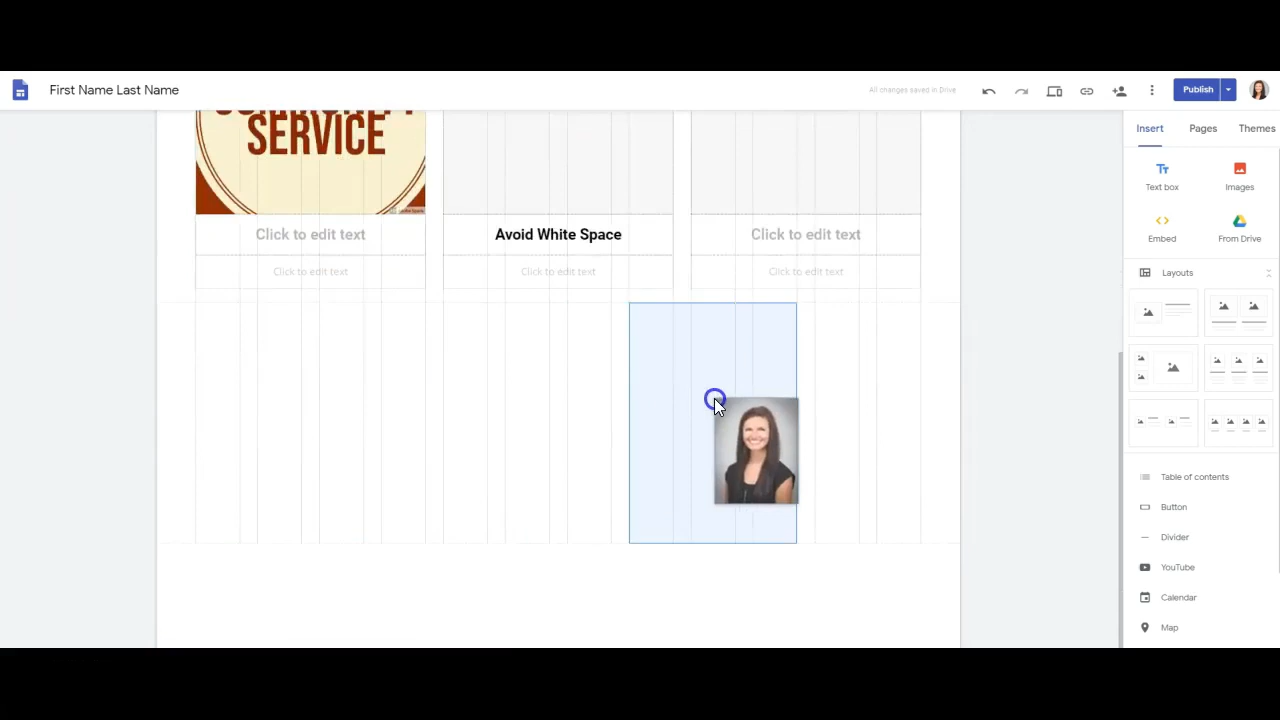 First Name Last Name
All changes saved in Drive
Publish
Insert
Pages
Themes
SERVICE
Text box
Images
Click to edit text
Avoid White Space
Click to edit text
Embed
From Drive
Click to edit text
Click to edit text
Click to edit text
Layouts
Table of contents
Button
Divider
YouTube
Calendar
Map